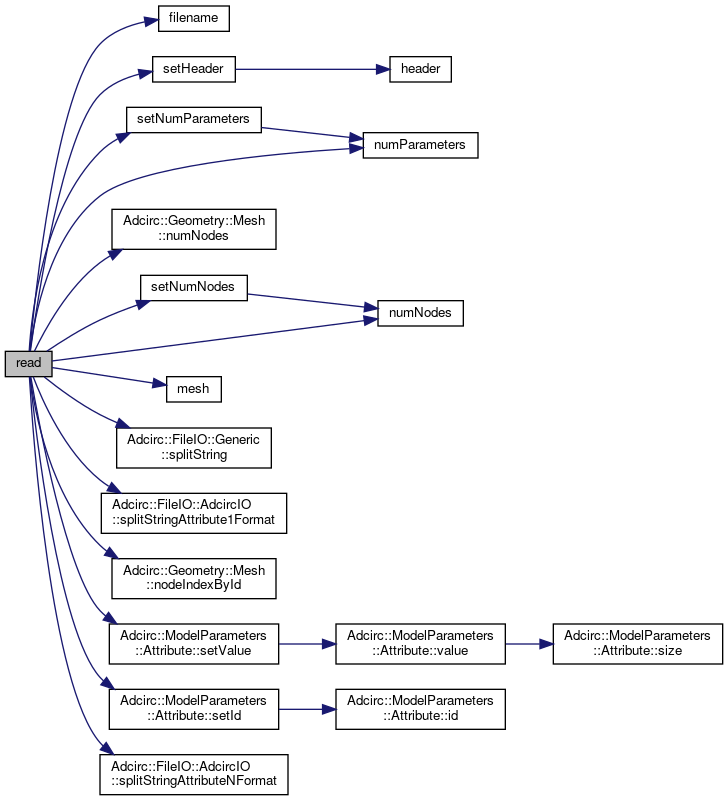 filename
setHeader
header
setNumParameters
numParameters
Adcirc::Geometry::Mesh
::numNodes
setNumNodes
numNodes
read
mesh
Adcirc::FileIO::Generic
::splitString
Adcirc::FileIO::AdcircIO
::splitStringAttribute1Format
Adcirc::Geometry::Mesh
::nodeIndexById
Adcirc::ModelParameters
::Attribute::setValue
Adcirc::ModelParameters
::Attribute::value
Adcirc::ModelParameters
::Attribute::size
Adcirc::ModelParameters
::Attribute::setId
Adcirc::ModelParameters
::Attribute::id
Adcirc::FileIO::AdcircIO
::splitStringAttributeNFormat